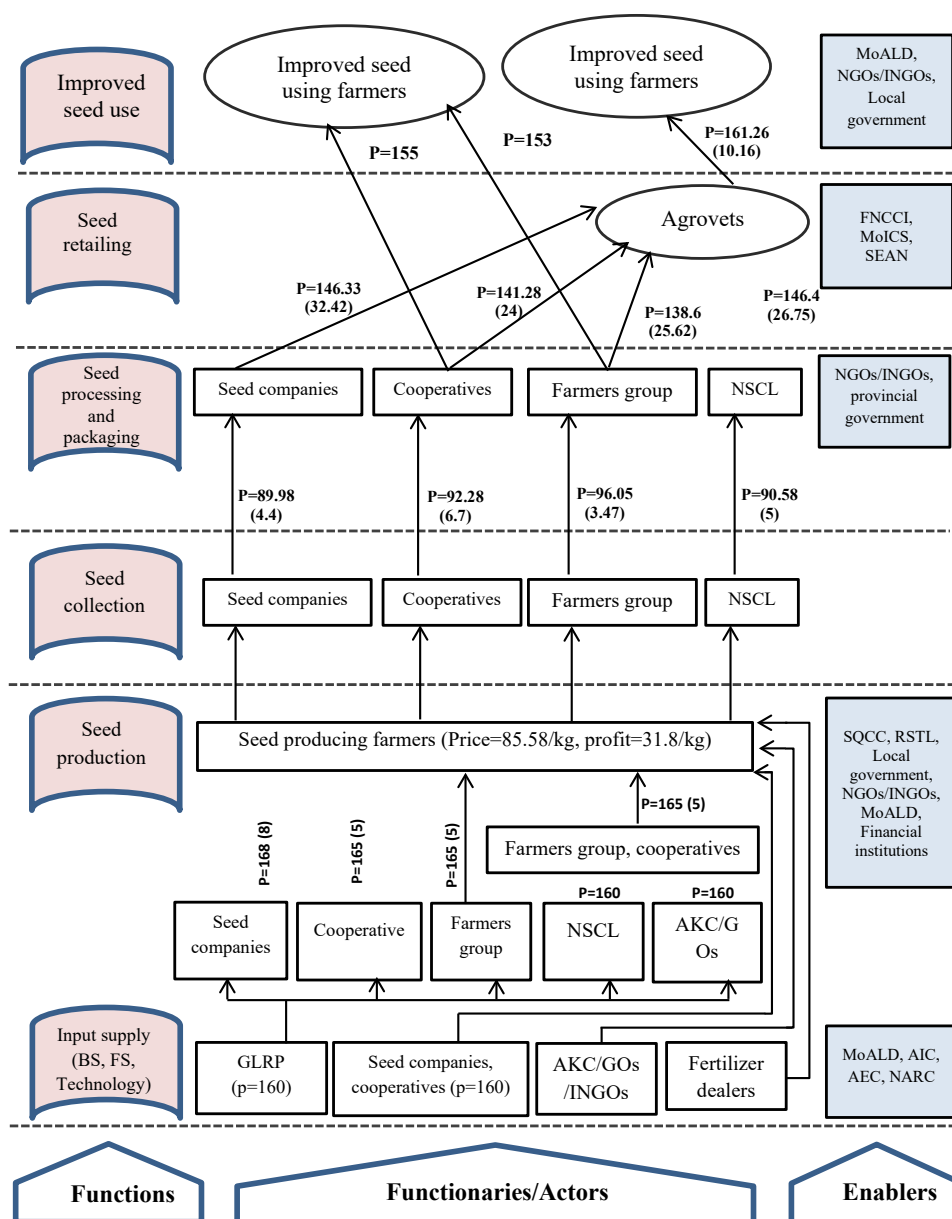 Improved
seed use
Improved seed
using farmers
Improved seed
using farmers
MoALD,
NGOs/INGOs,
Local
government
P=155
P=153
P=161.26
(10.16)
Seed
retailing
Agrovets
FNCCI,
MoICS,
SEAN
P=146.33
(32.42)
P=141.28
(24)
P=138.6
(25.62)
P=146.4
(26.75)
Seed
processing
and
packaging
Seed companies
Cooperatives
Farmers group
NSCL
NGOs/INGOs,
provincial
government
P=89.98
(4.4)
P=92.28
(6.7)
P=96.05
(3.47)
P=90.58
(5)
Seed
collection
Seed companies
Cooperatives
Farmers group
NSCL
Seed
production
Seed producing farmers (Price=85.58/kg, profit=31.8/kg)
SQCC, RSTL,
Local
government,
NGOs/INGOs,
MoALD,
Financial
institutions
P=168 (8)
P=165 (5)
P=165 (5)
P=165 (5)
Farmers group, cooperatives
P=160
P=160
Seed
companies
Cooperative
Farmers
group
NSCL
AKC/G
Os
Input supply
(BS, FS,
Technology)
GLRP
(p=160)
Seed companies,
cooperatives (p=160)
AKC/GOs
/INGOs
Fertilizer
dealers
MoALD, AIC,
AEC, NARC
Functions
Functionaries/Actors
Enablers